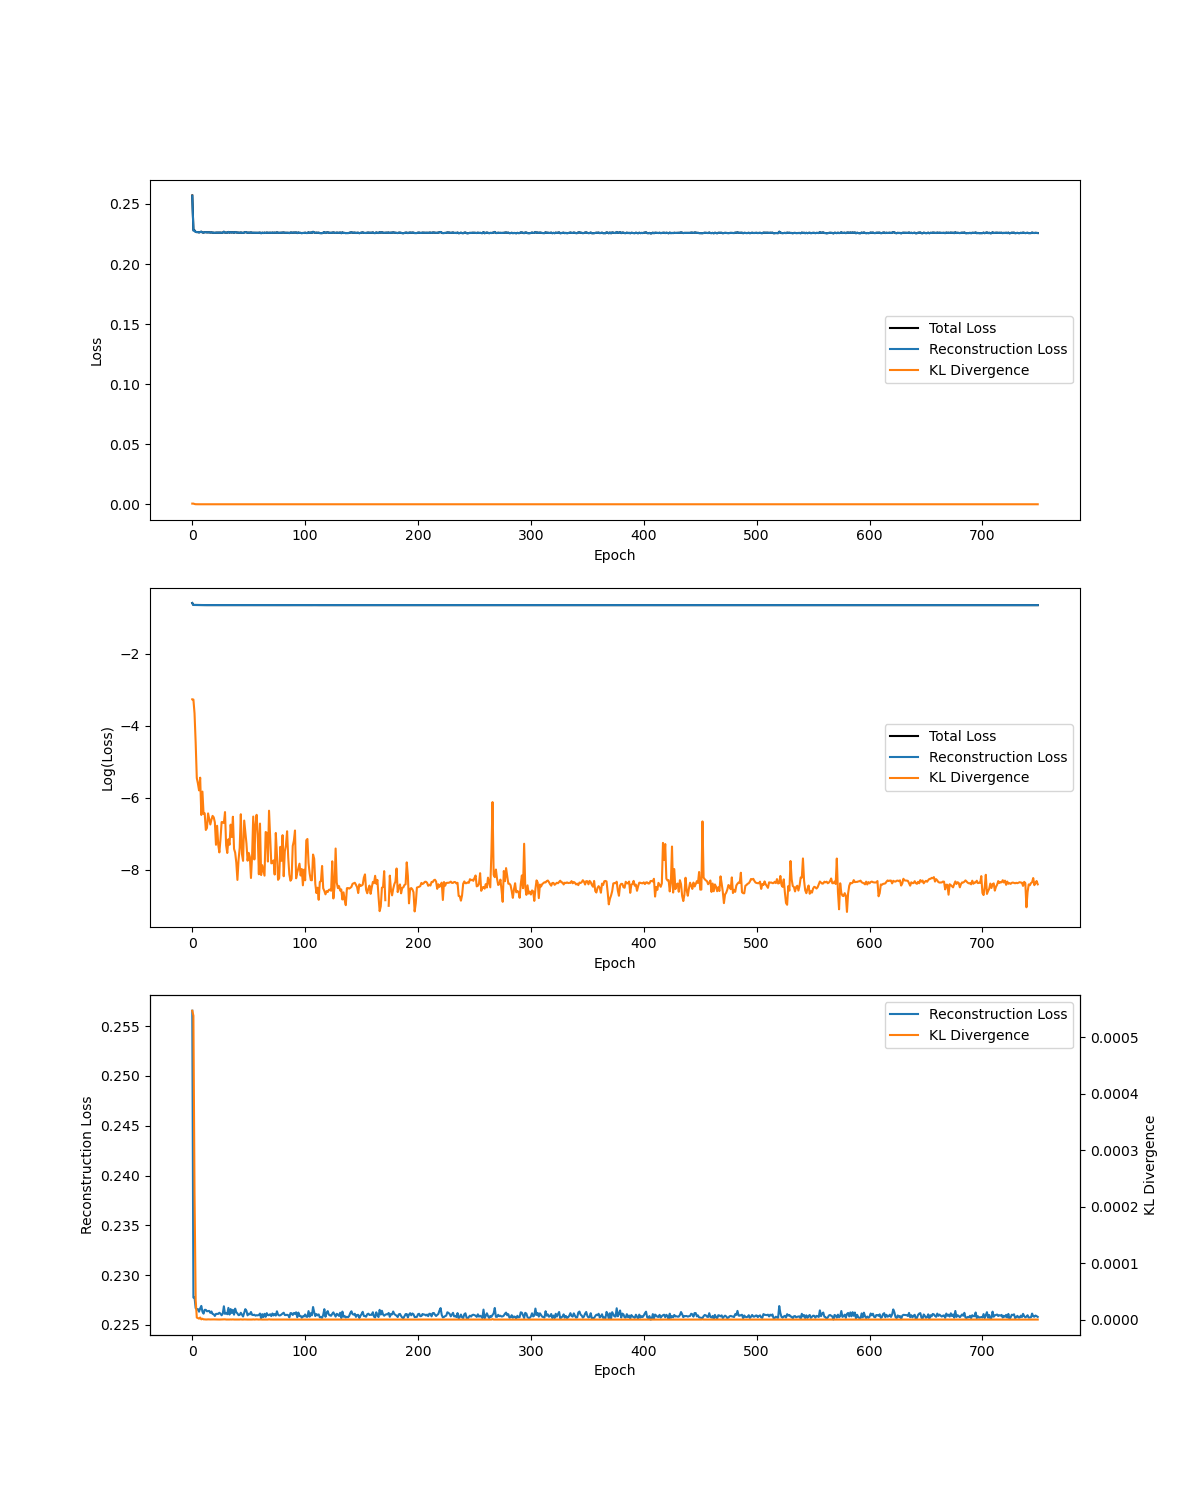 0.25
0.20
0.15
0.10
0.05
0.00
Loss
Total Loss
Reconstruction Loss
KL Divergence
0 100 200 300 400 500 600 700
Epoch
−2
−4
−6
−8
Log(Loss)
Total Loss
Reconstruction Loss
KL Divergence
0 100 200 300 400 500 600 700
Epoch
0.255
0.250
0.245
0.240
0.235
0.230
0.225
Reconstruction Loss
Reconstruction Loss
KL Divergence
0.0005
0.0004
0.0003
0.0002
0.0001
0.0000
KL Divergence
0 100 200 300 400 500 600 700
Epoch